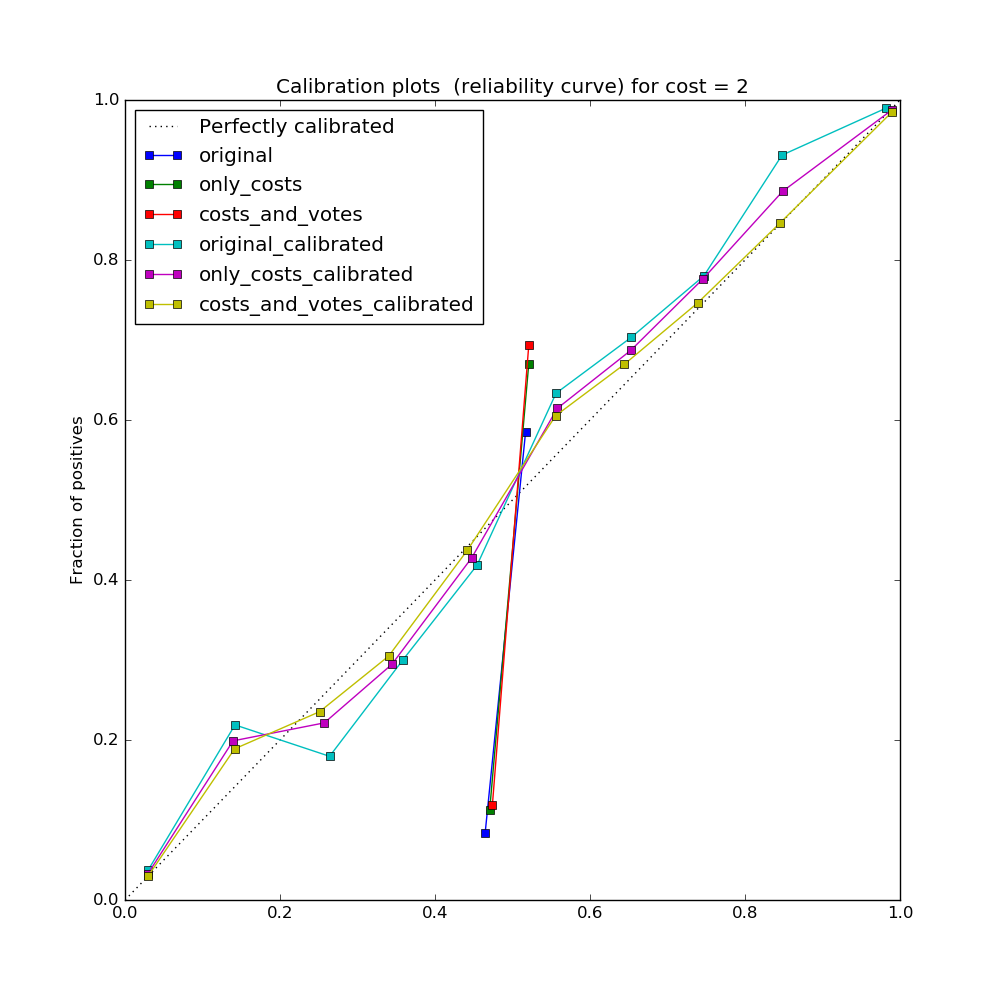 Calibration plots  (reliability curve) for cost = 2
1.0
Perfectly calibrated
original
only_costs
costs_and_votes
original_calibrated
only_costs_calibrated
costs_and_votes_calibrated
0.8
0.6
Fraction of positives
0.4
0.2
0.0
0.0 0.2 0.4 0.6 0.8 1.0